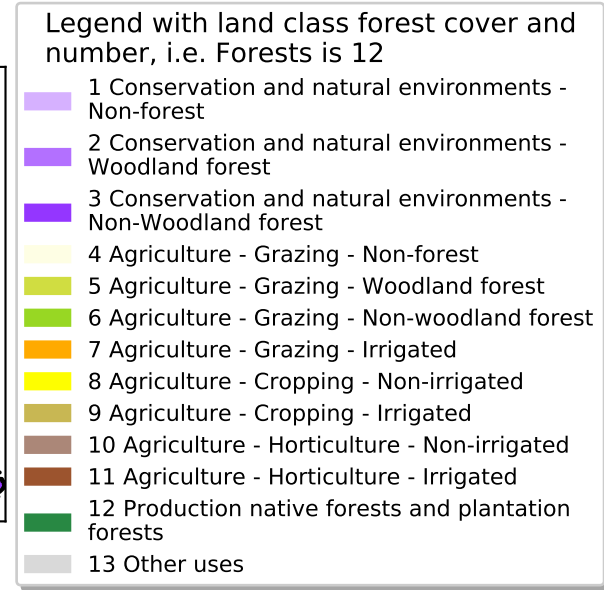 Legend with land class forest cover and
number, i.e. Forests is 12
1 Conservation and natural environments -
Non-forest
2 Conservation and natural environments -
Woodland forest
3 Conservation and natural environments -
Non-Woodland forest
4 Agriculture - Grazing - Non-forest
5 Agriculture - Grazing - Woodland forest
6 Agriculture - Grazing - Non-woodland forest
7 Agriculture - Grazing - Irrigated
8 Agriculture - Cropping - Non-irrigated
9 Agriculture - Cropping - Irrigated
10 Agriculture - Horticulture - Non-irrigated
11 Agriculture - Horticulture - Irrigated
12 Production native forests and plantation
forests
13 Other uses